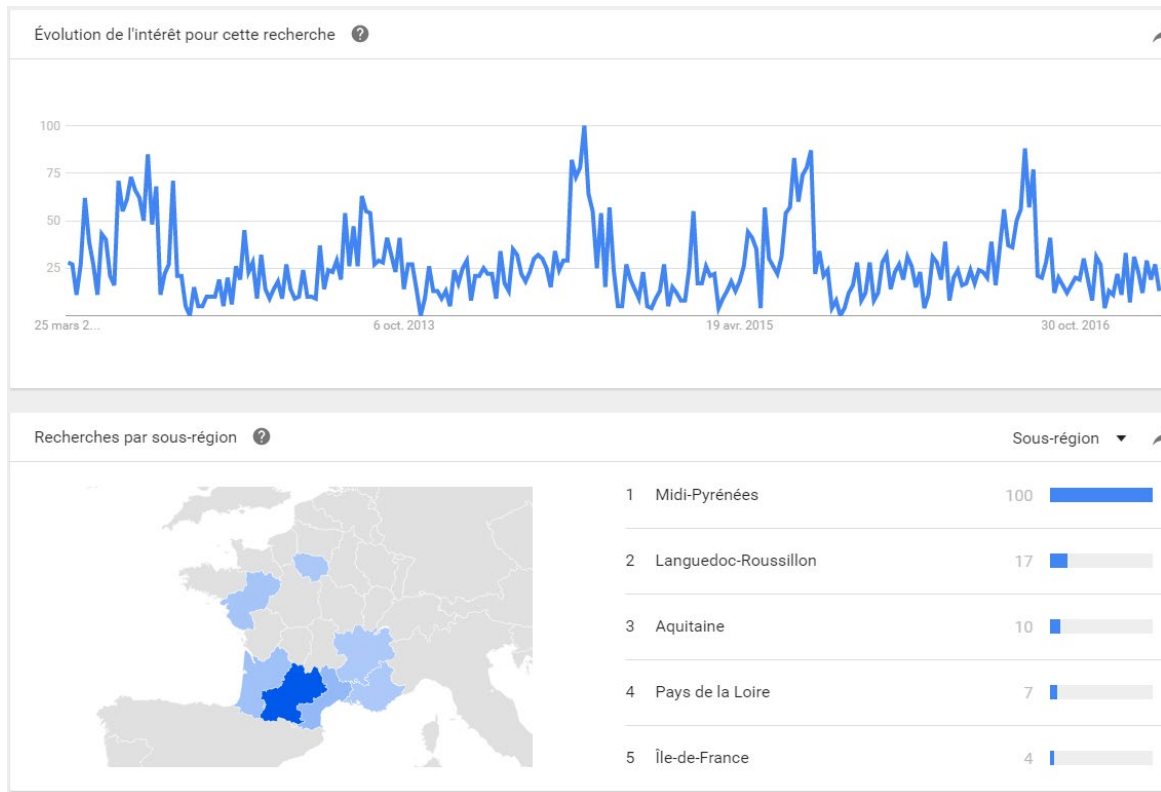 Évolution de l'intérêt pour cette recherche ?
100
75
50
25
25 mars 2... 6 oct. 2013 19 avr. 2015 30 oct. 2016
Recherches par sous-région ? Sous-région
1 Midi-Pyrénées 100
2 Languedoc-Roussillon 17
3 Aquitaine 10
4 Pays de la Loire 7
5 Île-de-France 4